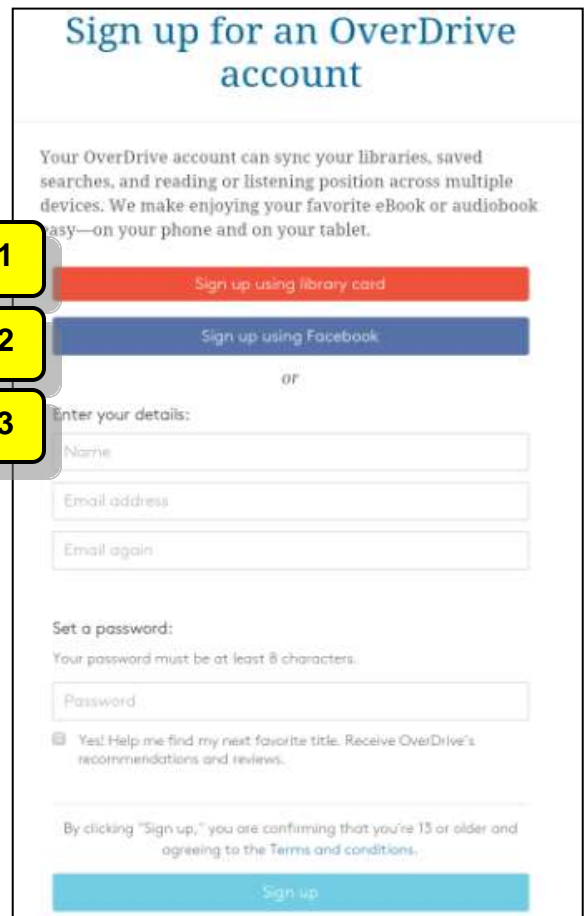 Sign up for an OverDrive
account
Your OverDrive account can sync your libraries, saved
searches, and reading or listening position across multiple
devices. We make enjoying your favorite eBook or audiobook
easy—on your phone and on your tablet.
1
Sign up using library card
2
Sign up using Facebook
or
3
Enter your details:
Name
Email address
Email again
Set a password:
Your password must be at least 8 characters.
Password
Yes! Help me find my next favorite title. Receive OverDrive's
recommendations and reviews.
By clicking "Sign up," you are confirming that you're 13 or older and
agreeing to the Terms and conditions.
Sign up